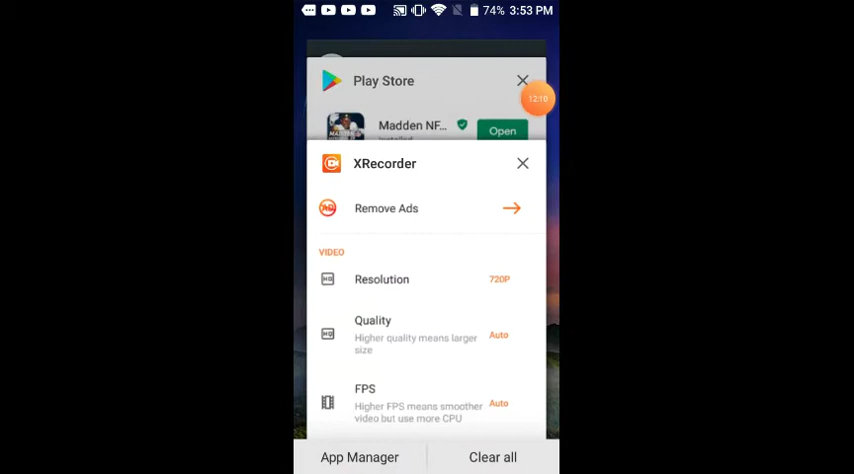 74% 3:53 PM
Play Store
12:10
Madden NF...
Open
XRecorder
Remove Ads
VIDEO
Resolution
720P
Quality
Higher quality means larger
size
Auto
FPS
Higher FPS means smoother
video but use more CPU
Auto
App Manager
Clear all